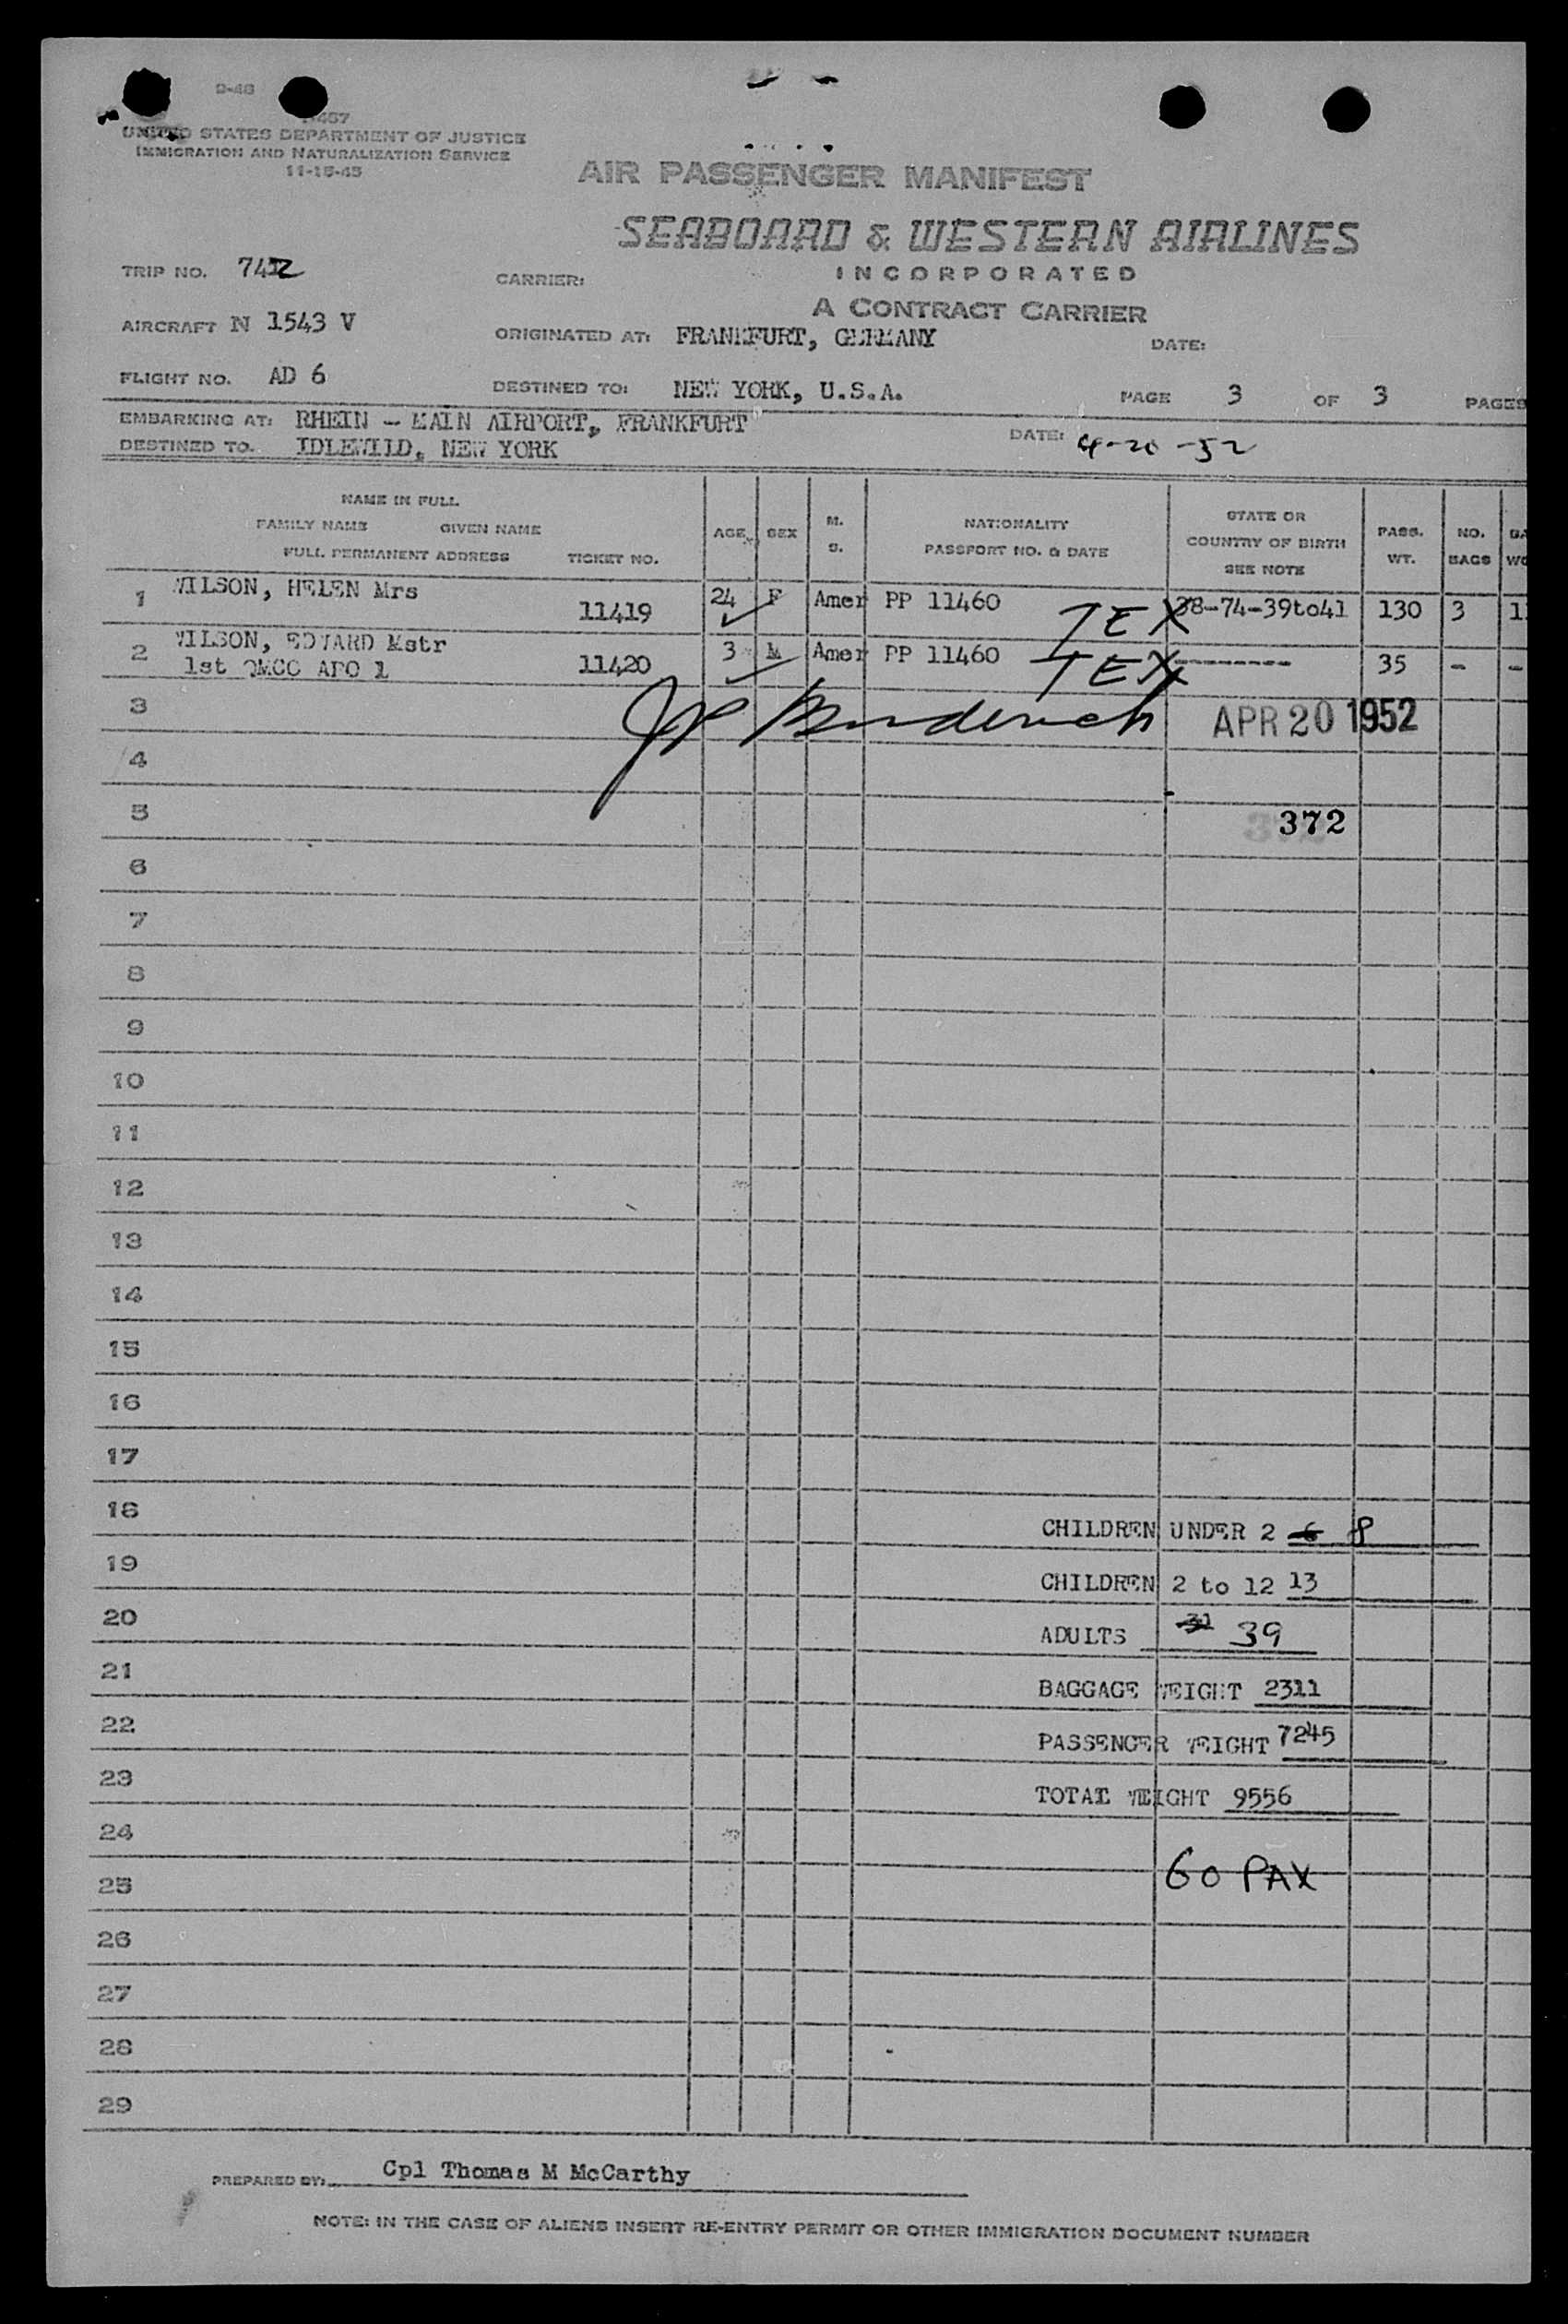 9-48
UNITED STATES DEPARTMENT OF JUSTICE
IMMIGRATION AND NATURALIZATION SERVICE
11-15-45
AIR PASSENGER MANIFEST
SEABOARD & WESTERN AIRLINES
INCORPORATED
A CONTRACT CARRIER
TRIP NO. 742
CARRIER:
AIRCRAFT N 1543 V
ORIGINATED AT: FRANKFURT, GERMANY DATE:
FLIGHT NO. AD 6
DESTINED TO: NEW YORK, U.S.A. PAGE 3 OF 3 PAGES
EMBARKING AT: RHEIN - MAIN AIRPORT, FRANKFURT
DESTINED TO. IDLEWILD, NEW YORK DATE: 4-20-52
NAME IN FULL
FAMILY NAME GIVEN NAME
FULL PERMANENT ADDRESS TICKET NO. AGE SEX M. S. NATIONALITY PASSPORT NO. & DATE STATE OR COUNTRY OF BIRTH SEE NOTE PASS. WT. NO. BAGS
1 WILSON, HELEN Mrs 11419 24 F Amer PP 11460 TEX 38-74-39to41 130 3
2 WILSON, EDWARD Mstr 11420 3 M Amer PP 11460 TEX --------- 35 - -
1st QMCC APO 1
3 APR 20 1952
4
5 372
6
7
8
9
10
11
12
13
14
15
16
17
18 CHILDREN UNDER 2 6 8
19 CHILDREN 2 to 12 13
20 ADULTS 31 39
21 BAGGAGE WEIGHT 2311
22 PASSENGER WEIGHT 7245
23 TOTAL WEIGHT 9556
24
25 60 PAX
26
27
28
29
PREPARED BY: Cpl Thomas M McCarthy
NOTE: IN THE CASE OF ALIENS INSERT RE-ENTRY PERMIT OR OTHER IMMIGRATION DOCUMENT NUMBER